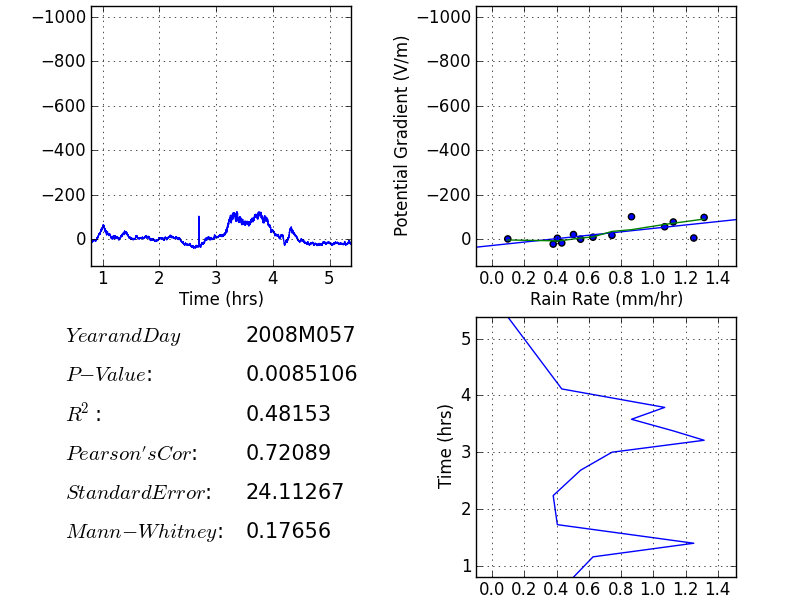 −1000
−800
−600
−400
−200
0
1 2 3 4 5
Time (hrs)
Potential Gradient (V/m)
−1000
−800
−600
−400
−200
0
0.0 0.2 0.4 0.6 0.8 1.0 1.2 1.4
Rain Rate (mm/hr)
YearandDay 2008M057
P−Value: 0.0085106
R²: 0.48153
Pearson'sCor: 0.72089
StandardError: 24.11267
Mann−Whitney: 0.17656
Time (hrs)
5
4
3
2
1
0.0 0.2 0.4 0.6 0.8 1.0 1.2 1.4